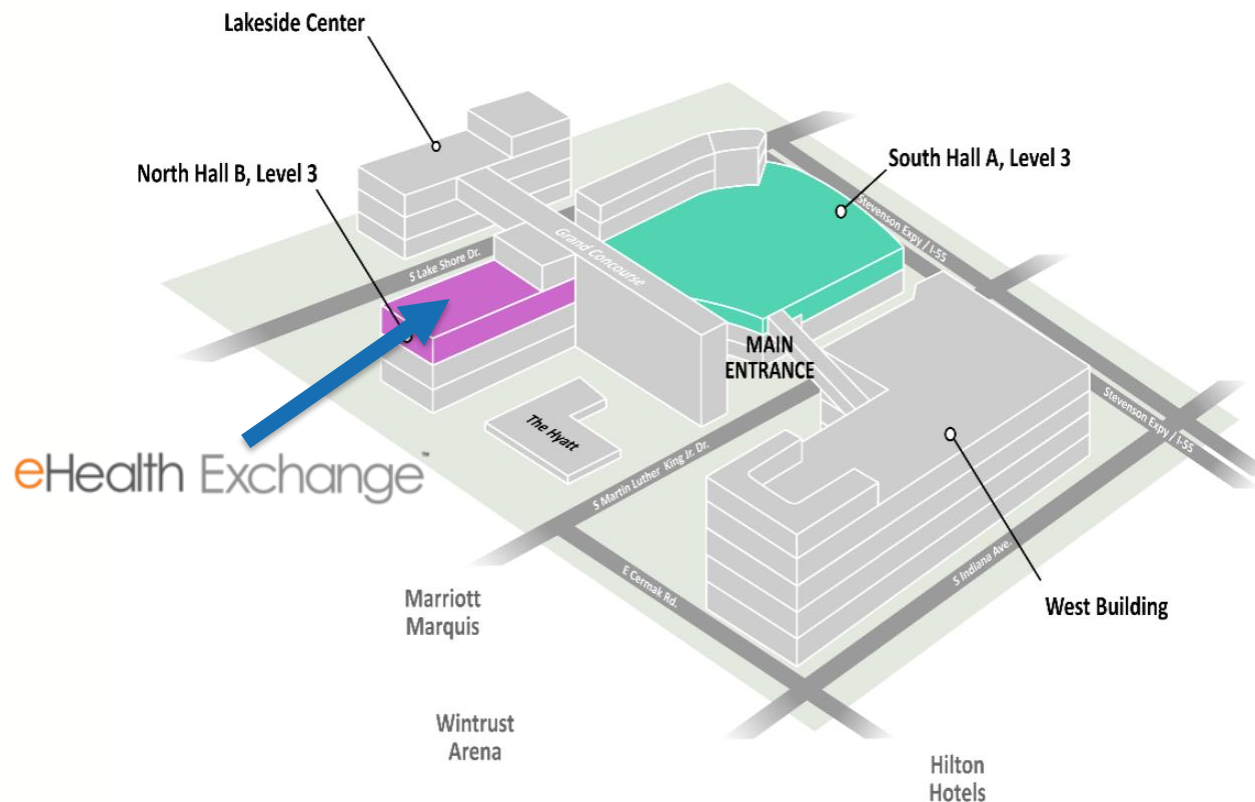 Lakeside Center
North Hall B, Level 3
South Hall A, Level 3
Stevenson Expy / I-55
S Lake Shore Dr.
Grand Concourse
MAIN
ENTRANCE
The Hyatt
eHealth Exchange™
S Martin Luther King Jr. Dr.
Stevenson Expy / I-55
E Cermak Rd.
S Indiana Ave.
Marriott
Marquis
West Building
Wintrust
Arena
Hilton
Hotels